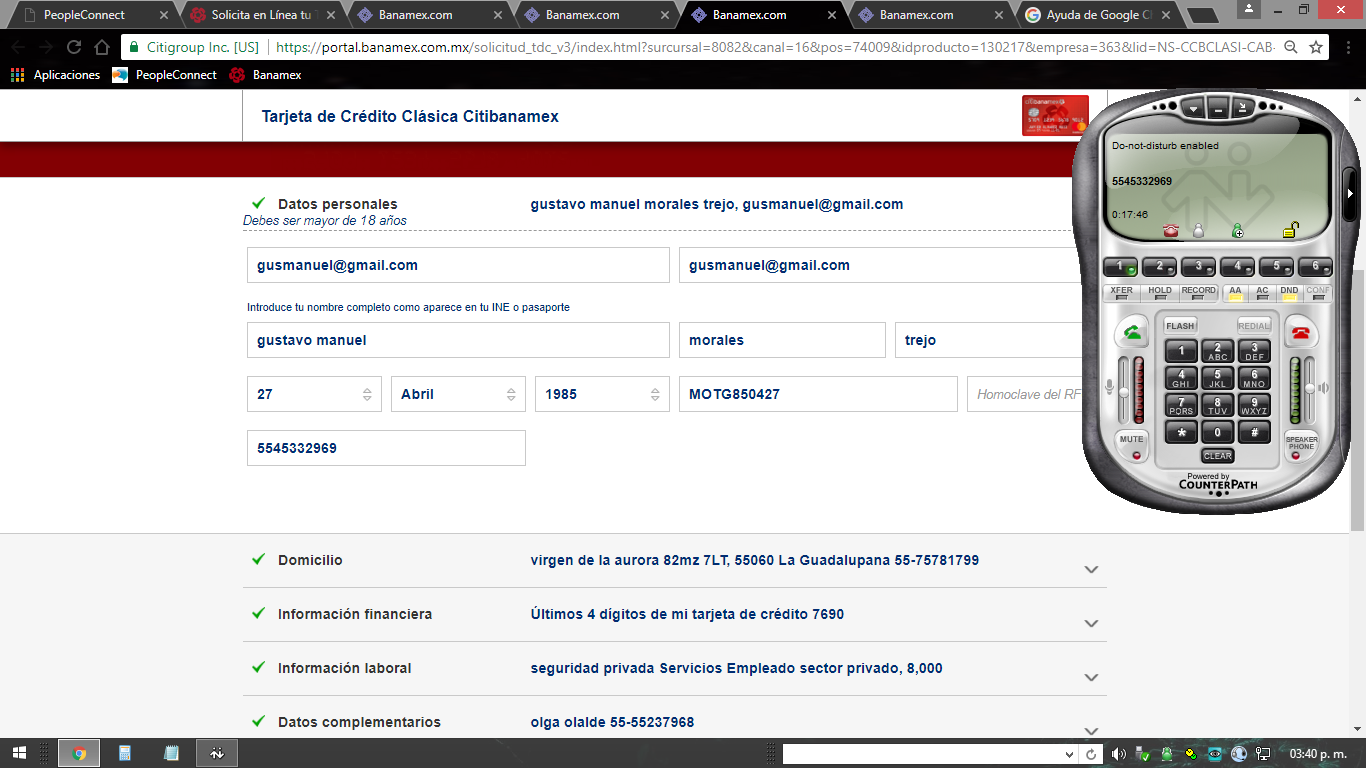 PeopleConnect
Solicita en Línea tu T
Banamex.com
Banamex.com
Banamex.com
Banamex.com
Ayuda de Google C
Citigroup Inc. [US] https://portal.banamex.com.mx/solicitud_tdc_v3/index.html?surcursal=8082&canal=16&pos=74009&idproducto=130217&empresa=363&lid=NS-CCBCLASI-CAB-
Aplicaciones PeopleConnect Banamex
Tarjeta de Crédito Clásica Citibanamex
Datos personales gustavo manuel morales trejo, gusmanuel@gmail.com
Debes ser mayor de 18 años
gusmanuel@gmail.com gusmanuel@gmail.com
Introduce tu nombre completo como aparece en tu INE o pasaporte
gustavo manuel morales trejo
27 Abril 1985 MOTG850427 Homoclave del RF
5545332969
Domicilio virgen de la aurora 82mz 7LT, 55060 La Guadalupana 55-75781799
Información financiera Últimos 4 dígitos de mi tarjeta de crédito 7690
Información laboral seguridad privada Servicios Empleado sector privado, 8,000
Datos complementarios olga olalde 55-55237968
Do-not-disturb enabled
5545332969
0:17:46
1 2 3 4 5 6
XFER HOLD RECORD AA AC DND CONF
FLASH REDIAL
1 2 ABC 3 DEF
4 GHI 5 JKL 6 MNO
7 PQRS 8 TUV 9 WXYZ
* 0 #
MUTE CLEAR SPEAKER PHONE
Powered by
COUNTERPATH
03:40 p. m.